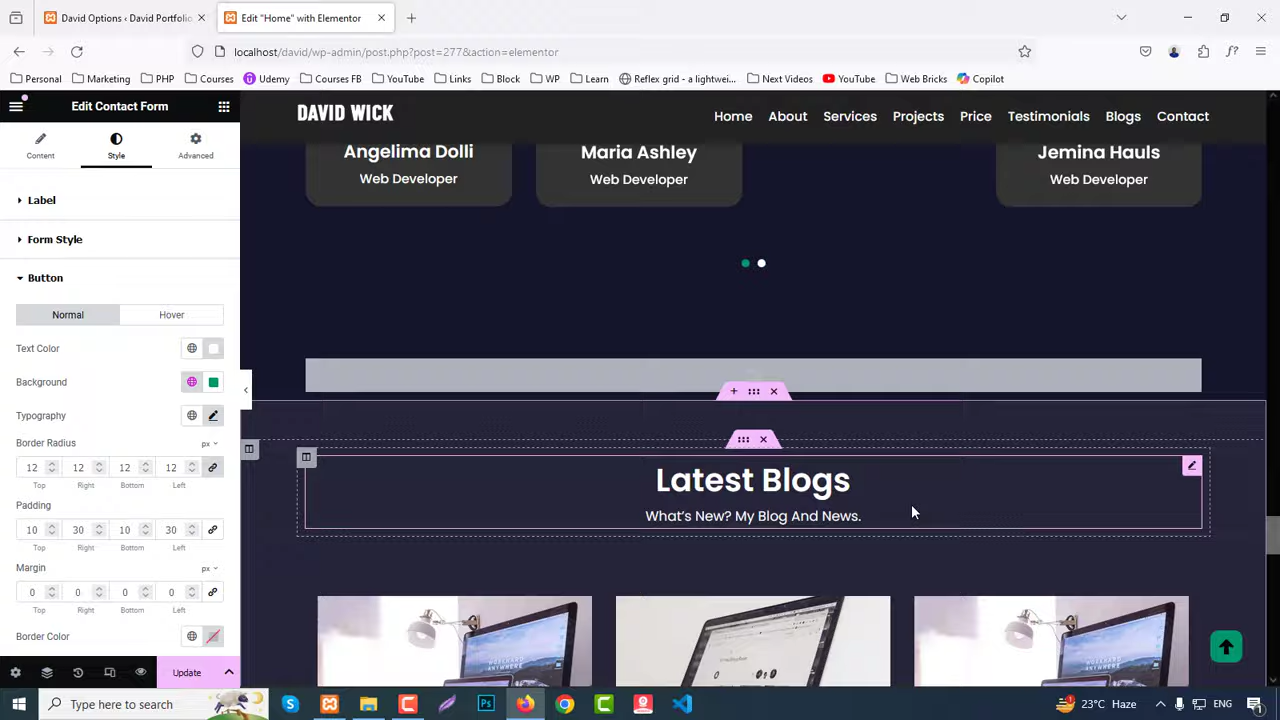 David Options ‹ David Portfolio
Edit "Home" with Elementor
localhost/david/wp-admin/post.php?post=277&action=elementor
Personal
Marketing
PHP
Courses
Udemy
Courses FB
YouTube
Links
Block
WP
Learn
Reflex grid - a lightwei...
Next Videos
YouTube
Web Bricks
Copilot
Edit Contact Form
DAVID WICK
Home
About
Services
Projects
Price
Testimonials
Blogs
Contact
Content
Style
Advanced
Angelima Dolli
Maria Ashley
Jemina Hauls
Web Developer
Web Developer
Web Developer
Label
Form Style
Button
Normal
Hover
Text Color
Background
Typography
Border Radius
px
12
12
12
12
Top
Right
Bottom
Left
Padding
10
30
10
30
Top
Right
Bottom
Left
Margin
px
0
0
0
0
Top
Right
Bottom
Left
Border Color
Update
Latest Blogs
What's New? My Blog And News.
Type here to search
23°C Haze
ENG